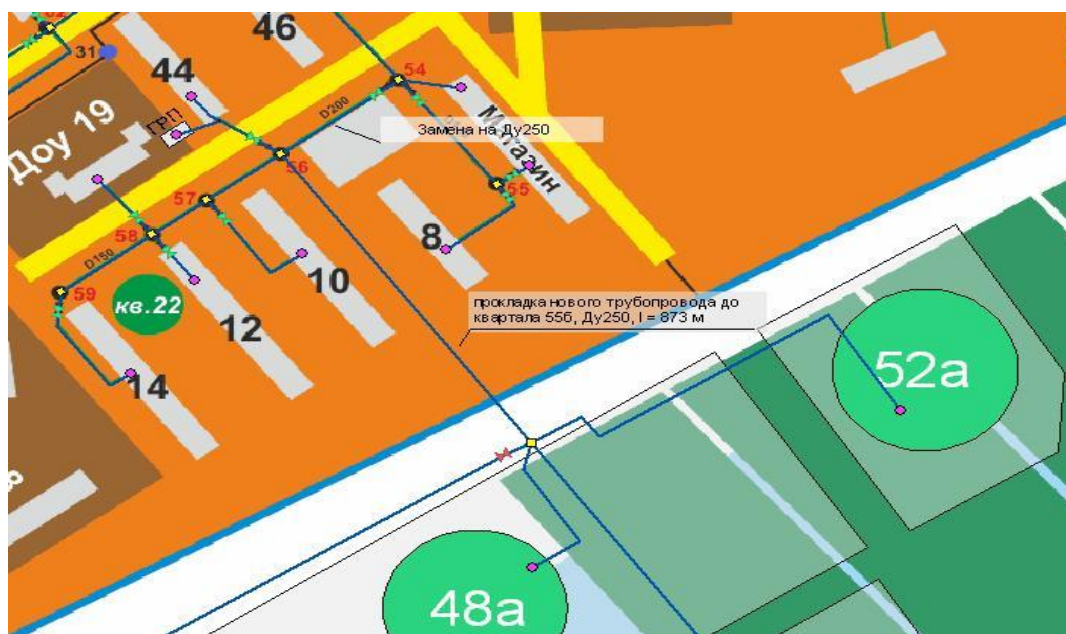 46
31
44
54
Доу 19
ГРП
D200
Замена на Ду250
Магазин
56
55
57
58
8
D150
10
59
кв.22
12
прокладка нового трубопровода до
квартала 55б, Ду250, l = 873 м
14
52а
48а